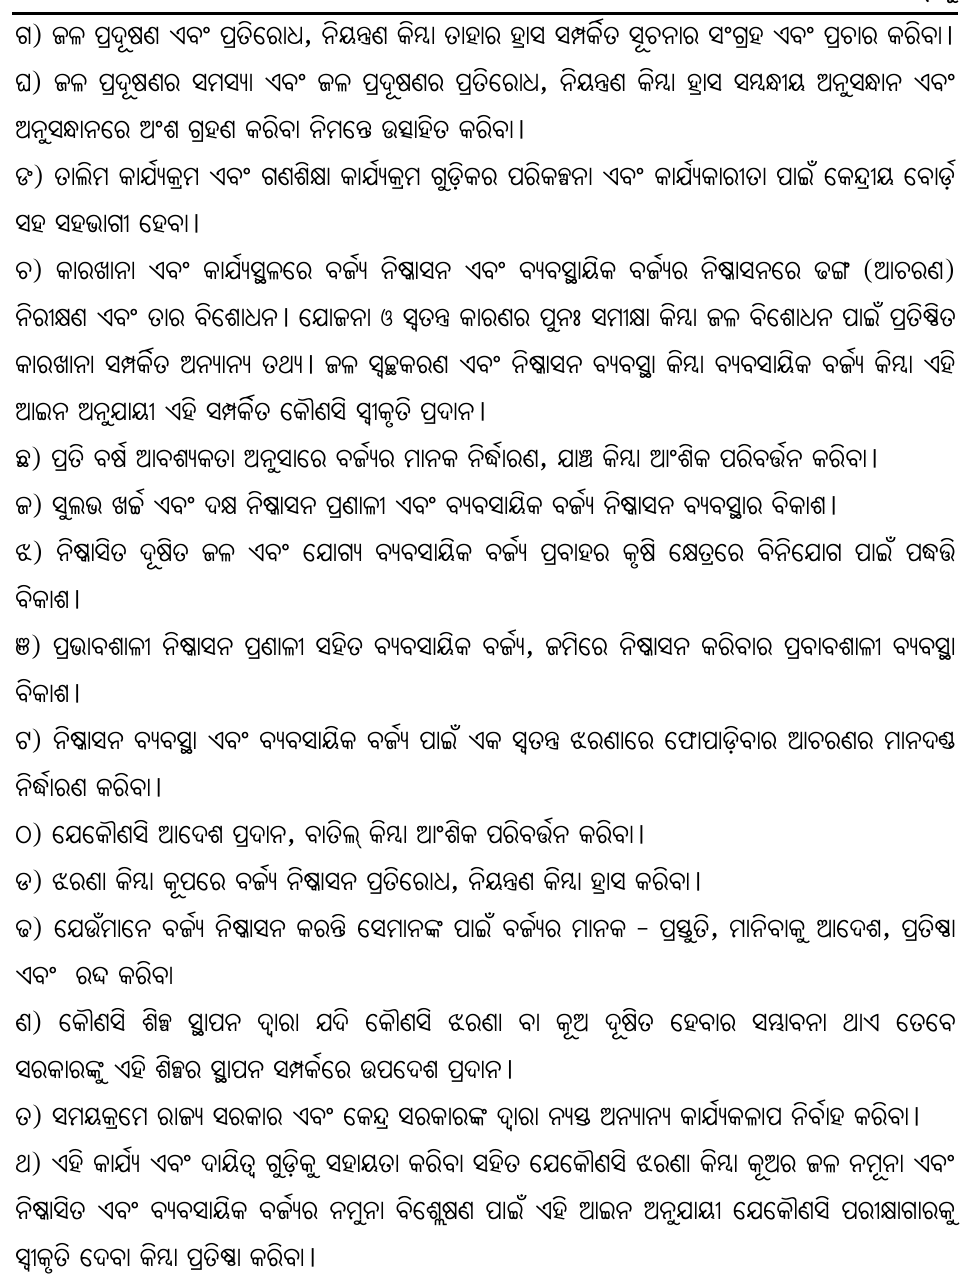 ଗ) ଜଳ ପ୍ରଦୂଷଣ ଏବଂ ପ୍ରତିରୋଧ, ନିୟନ୍ତ୍ରଣ କିମ୍ବା ତାହାର ହ୍ରାସ ସମ୍ପର୍କିତ ସୂଚନାର ସଂଗ୍ରହ ଏବଂ ପ୍ରଚାର କରିବା।
ଘ) ଜଳ ପ୍ରଦୂଷଣର ସମସ୍ୟା ଏବଂ ଜଳ ପ୍ରଦୂଷଣର ପ୍ରତିରୋଧ, ନିୟନ୍ତ୍ରଣ କିମ୍ବା ହ୍ରାସ ସମ୍ବନ୍ଧୀୟ ଅନୁସନ୍ଧାନ ଏବଂ
ଅନୁସନ୍ଧାନରେ ଅଂଶ ଗ୍ରହଣ କରିବା ନିମନ୍ତେ ଉତ୍ସାହିତ କରିବା।
ଙ) ତାଲିମ କାର୍ଯ୍ୟକ୍ରମ ଏବଂ ଗଣଶିକ୍ଷା କାର୍ଯ୍ୟକ୍ରମ ଗୁଡ଼ିକର ପରିକଳ୍ପନା ଏବଂ କାର୍ଯ୍ୟକାରୀତା ପାଇଁ କେନ୍ଦ୍ରୀୟ ବୋର୍ଡ଼
ସହ ସହଭାଗୀ ହେବା।
ଚ) କାରଖାନା ଏବଂ କାର୍ଯ୍ୟସ୍ଥଳରେ ବର୍ଜ୍ୟ ନିଷ୍କାସନ ଏବଂ ବ୍ୟବସ୍ଥାୟିକ ବର୍ଜ୍ୟର ନିଷ୍କାସନରେ ଢଙ୍ଗ (ଆଚରଣ)
ନିରୀକ୍ଷଣ ଏବଂ ତାର ବିଶୋଧନ। ଯୋଜନା ଓ ସ୍ୱତନ୍ତ୍ର କାରଣର ପୁନଃ ସମୀକ୍ଷା କିମ୍ବା ଜଳ ବିଶୋଧନ ପାଇଁ ପ୍ରତିଷ୍ଠିତ
କାରଖାନା ସମ୍ପର୍କିତ ଅନ୍ୟାନ୍ୟ ତଥ୍ୟ। ଜଳ ସ୍ୱଚ୍ଛକରଣ ଏବଂ ନିଷ୍କାସନ ବ୍ୟବସ୍ଥା କିମ୍ବା ବ୍ୟବସାୟିକ ବର୍ଜ୍ୟ କିମ୍ବା ଏହି
ଆଇନ ଅନୁଯାୟୀ ଏହି ସମ୍ପର୍କିତ କୌଣସି ସ୍ୱୀକୃତି ପ୍ରଦାନ।
ଛ) ପ୍ରତି ବର୍ଷ ଆବଶ୍ୟକତା ଅନୁସାରେ ବର୍ଜ୍ୟର ମାନକ ନିର୍ଦ୍ଧାରଣ, ଯାଞ୍ଚ କିମ୍ବା ଆଂଶିକ ପରିବର୍ତ୍ତନ କରିବା।
ଜ) ସୁଲଭ ଖର୍ଚ୍ଚ ଏବଂ ଦକ୍ଷ ନିଷ୍କାସନ ପ୍ରଣାଳୀ ଏବଂ ବ୍ୟବସାୟିକ ବର୍ଜ୍ୟ ନିଷ୍କାସନ ବ୍ୟବସ୍ଥାର ବିକାଶ।
ଝ) ନିଷ୍କାସିତ ଦୂଷିତ ଜଳ ଏବଂ ଯୋଗ୍ୟ ବ୍ୟବସାୟିକ ବର୍ଜ୍ୟ ପ୍ରବାହର କୃଷି କ୍ଷେତ୍ରରେ ବିନିଯୋଗ ପାଇଁ ପଦ୍ଧତ୍ତି
ବିକାଶ।
ଞ) ପ୍ରଭାବଶାଳୀ ନିଷ୍କାସନ ପ୍ରଣାଳୀ ସହିତ ବ୍ୟବସାୟିକ ବର୍ଜ୍ୟ, ଜମିରେ ନିଷ୍କାସନ କରିବାର ପ୍ରବାବଶାଳୀ ବ୍ୟବସ୍ଥା
ବିକାଶ।
ଟ) ନିଷ୍କାସନ ବ୍ୟବସ୍ଥା ଏବଂ ବ୍ୟବସାୟିକ ବର୍ଜ୍ୟ ପାଇଁ ଏକ ସ୍ୱତନ୍ତ୍ର ଝରଣାରେ ଫୋପାଡ଼ିବାର ଆଚରଣର ମାନଦଣ୍ଡ
ନିର୍ଦ୍ଧାରଣ କରିବା।
ଠ) ଯେକୌଣସି ଆଦେଶ ପ୍ରଦାନ, ବାତିଲ୍ କିମ୍ବା ଆଂଶିକ ପରିବର୍ତ୍ତନ କରିବା।
ଡ) ଝରଣା କିମ୍ବା କୂପରେ ବର୍ଜ୍ୟ ନିଷ୍କାସନ ପ୍ରତିରୋଧ, ନିୟନ୍ତ୍ରଣ କିମ୍ବା ହ୍ରାସ କରିବା।
ଢ) ଯେଉଁମାନେ ବର୍ଜ୍ୟ ନିଷ୍କାସନ କରନ୍ତି ସେମାନଙ୍କ ପାଇଁ ବର୍ଜ୍ୟର ମାନକ – ପ୍ରସ୍ତୁତି, ମାନିବାକୁ ଆଦେଶ, ପ୍ରତିଷ୍ଠା
ଏବଂ ରଦ୍ଦ କରିବା
ଣ) କୌଣସି ଶିଳ୍ପ ସ୍ଥାପନ ଦ୍ୱାରା ଯଦି କୌଣସି ଝରଣା ବା କୂଅ ଦୂଷିତ ହେବାର ସମ୍ଭାବନା ଥାଏ ତେବେ
ସରକାରଙ୍କୁ ଏହି ଶିଳ୍ପର ସ୍ଥାପନ ସମ୍ପର୍କରେ ଉପଦେଶ ପ୍ରଦାନ।
ତ) ସମୟକ୍ରମେ ରାଜ୍ୟ ସରକାର ଏବଂ କେନ୍ଦ୍ର ସରକାରଙ୍କ ଦ୍ୱାରା ନ୍ୟସ୍ତ ଅନ୍ୟାନ୍ୟ କାର୍ଯ୍ୟକଳାପ ନିର୍ବାହ କରିବା।
ଥ) ଏହି କାର୍ଯ୍ୟ ଏବଂ ଦାୟିତ୍ୱ ଗୁଡ଼ିକୁ ସହାୟତା କରିବା ସହିତ ଯେକୌଣସି ଝରଣା କିମ୍ବା କୂଅର ଜଳ ନମୂନା ଏବଂ
ନିଷ୍କାସିତ ଏବଂ ବ୍ୟବସାୟିକ ବର୍ଜ୍ୟର ନମୁନା ବିଶ୍ଲେଷଣ ପାଇଁ ଏହି ଆଇନ ଅନୁଯାୟୀ ଯେକୌଣସି ପରୀକ୍ଷାଗାରକୁ
ସ୍ୱୀକୃତି ଦେବା କିମ୍ବା ପ୍ରତିଷ୍ଠା କରିବା।